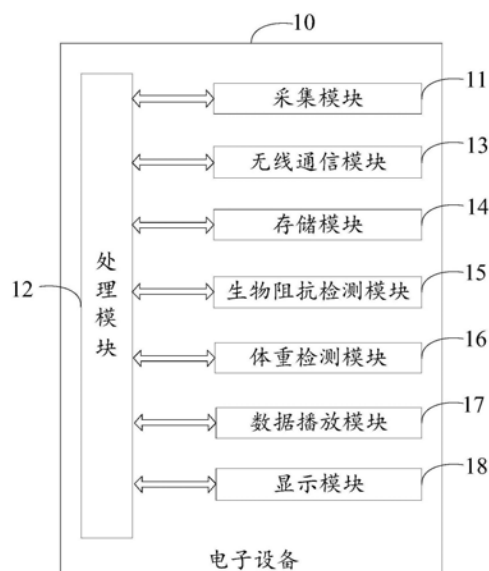 10
采集模块 11
无线通信模块 13
存储模块 14
12 处理模块
生物阻抗检测模块 15
体重检测模块 16
数据播放模块 17
显示模块 18
电子设备